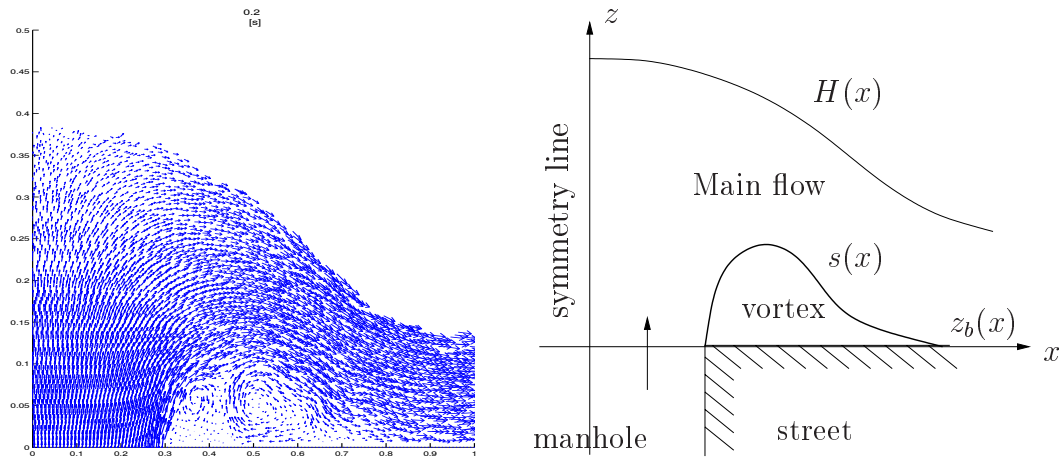 0.2
[s]
0.5
0.45
0.4
0.35
0.3
0.25
0.2
0.15
0.1
0.05
0
0 0.1 0.2 0.3 0.4 0.5 0.6 0.7 0.8 0.9 1
z
H(x)
symmetry line
Main flow
s(x)
vortex
z_b(x)
x
manhole
street